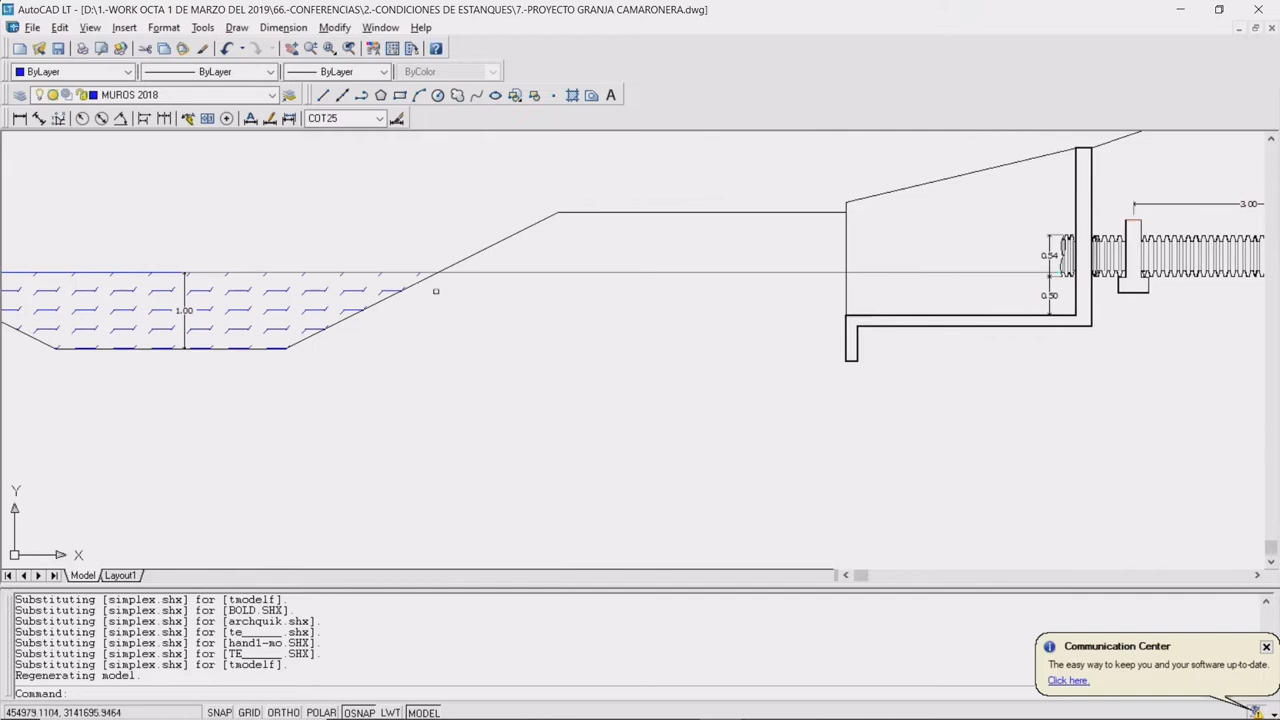 AutoCAD LT - [D:\1.-WORK OCTA 1 DE MARZO DEL 2019\66.-CONFERENCIAS\2.-CONDICIONES DE ESTANQUES\7.-PROYECTO GRANJA CAMARONERA.dwg]
File Edit View Insert Format Tools Draw Dimension Modify Window Help
ByLayer ByLayer ByLayer ByColor
MUROS 2018
COT25
3.00
0.54
0.50
1.00
Y
X
Model Layout1
Substituting [simplex.shx] for [tmodelf].
Substituting [simplex.shx] for [BOLD.SHX].
Substituting [simplex.shx] for [archquik.shx].
Substituting [simplex.shx] for [te______.shx].
Substituting [simplex.shx] for [hand1-mo.SHX].
Substituting [simplex.shx] for [TE______.SHX].
Substituting [simplex.shx] for [tmodelf].
Regenerating model.
Command:
Communication Center
The easy way to keep you and your software up-to-date.
Click here.
454979.1104, 3141695.9464 SNAP GRID ORTHO POLAR OSNAP LWT MODEL